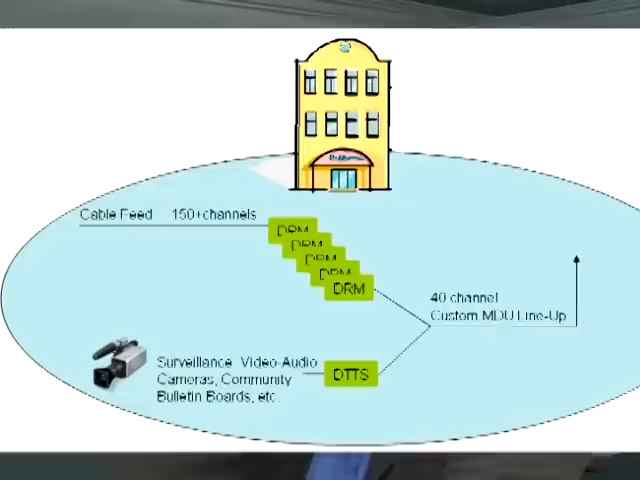 Cable Feed 150+channels
DRM
DRM
DRM
DRM
DRM
40 channel
Custom MDU Line-Up
Surveillance Video-Audio
Cameras, Community
Bulletin Boards, etc.
DTTS